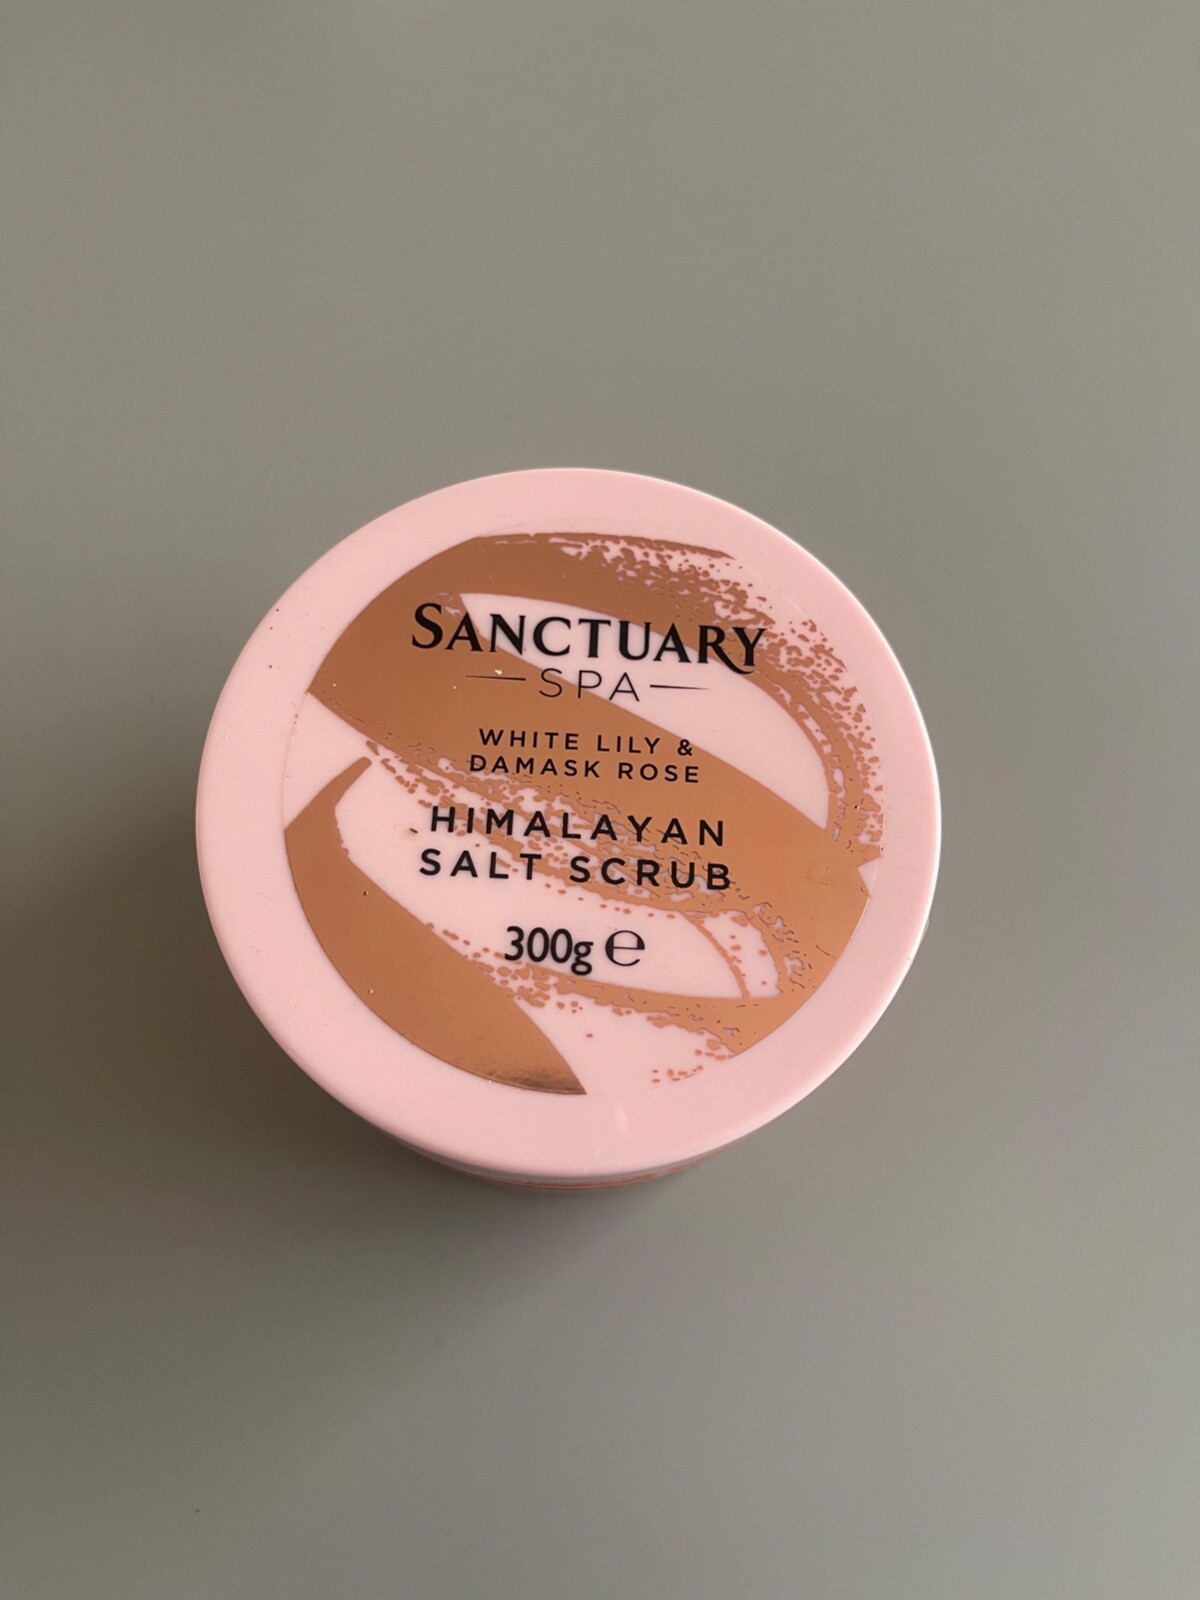 SANCTUARY
SPA
WHITE LILY &
DAMASK ROSE
HIMALAYAN
SALT SCRUB
300g ℮